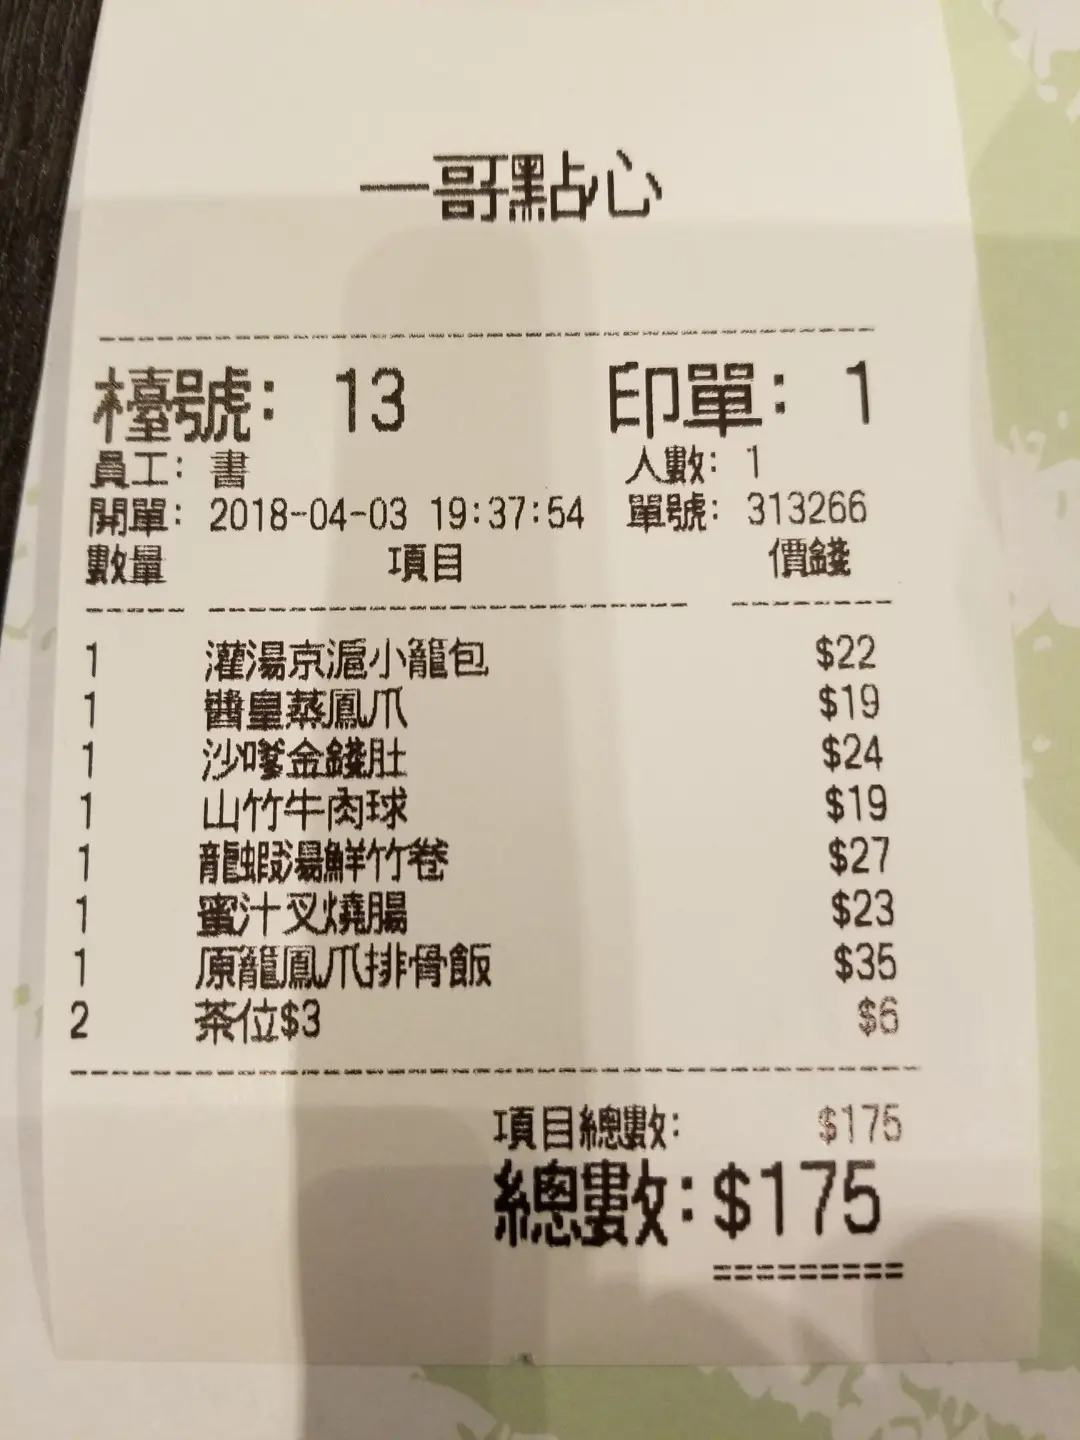 一哥點心
檯號: 13 印單: 1
員工: 書 人數: 1
開單: 2018-04-03 19:37:54 單號: 313266
數量 項目 價錢
1 灌湯京滬小籠包 $22
1 醬皇蒸鳳爪 $19
1 沙嗲金錢肚 $24
1 山竹牛肉球 $19
1 龍蝦湯鮮竹卷 $27
1 蜜汁叉燒腸 $23
1 原籠鳳爪排骨飯 $35
2 茶位$3 $6
項目總數: $175
總數: $175
=========